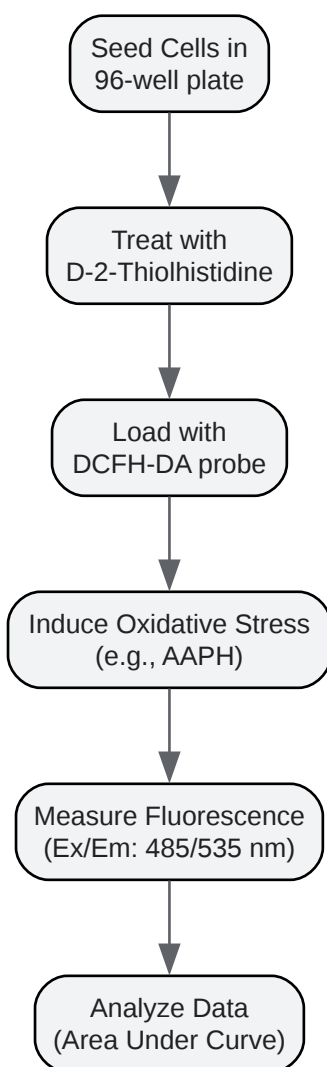 Seed Cells in
96-well plate
Treat with
D-2-Thiolhistidine
Load with
DCFH-DA probe
Induce Oxidative Stress
(e.g., AAPH)
Measure Fluorescence
(Ex/Em: 485/535 nm)
Analyze Data
(Area Under Curve)